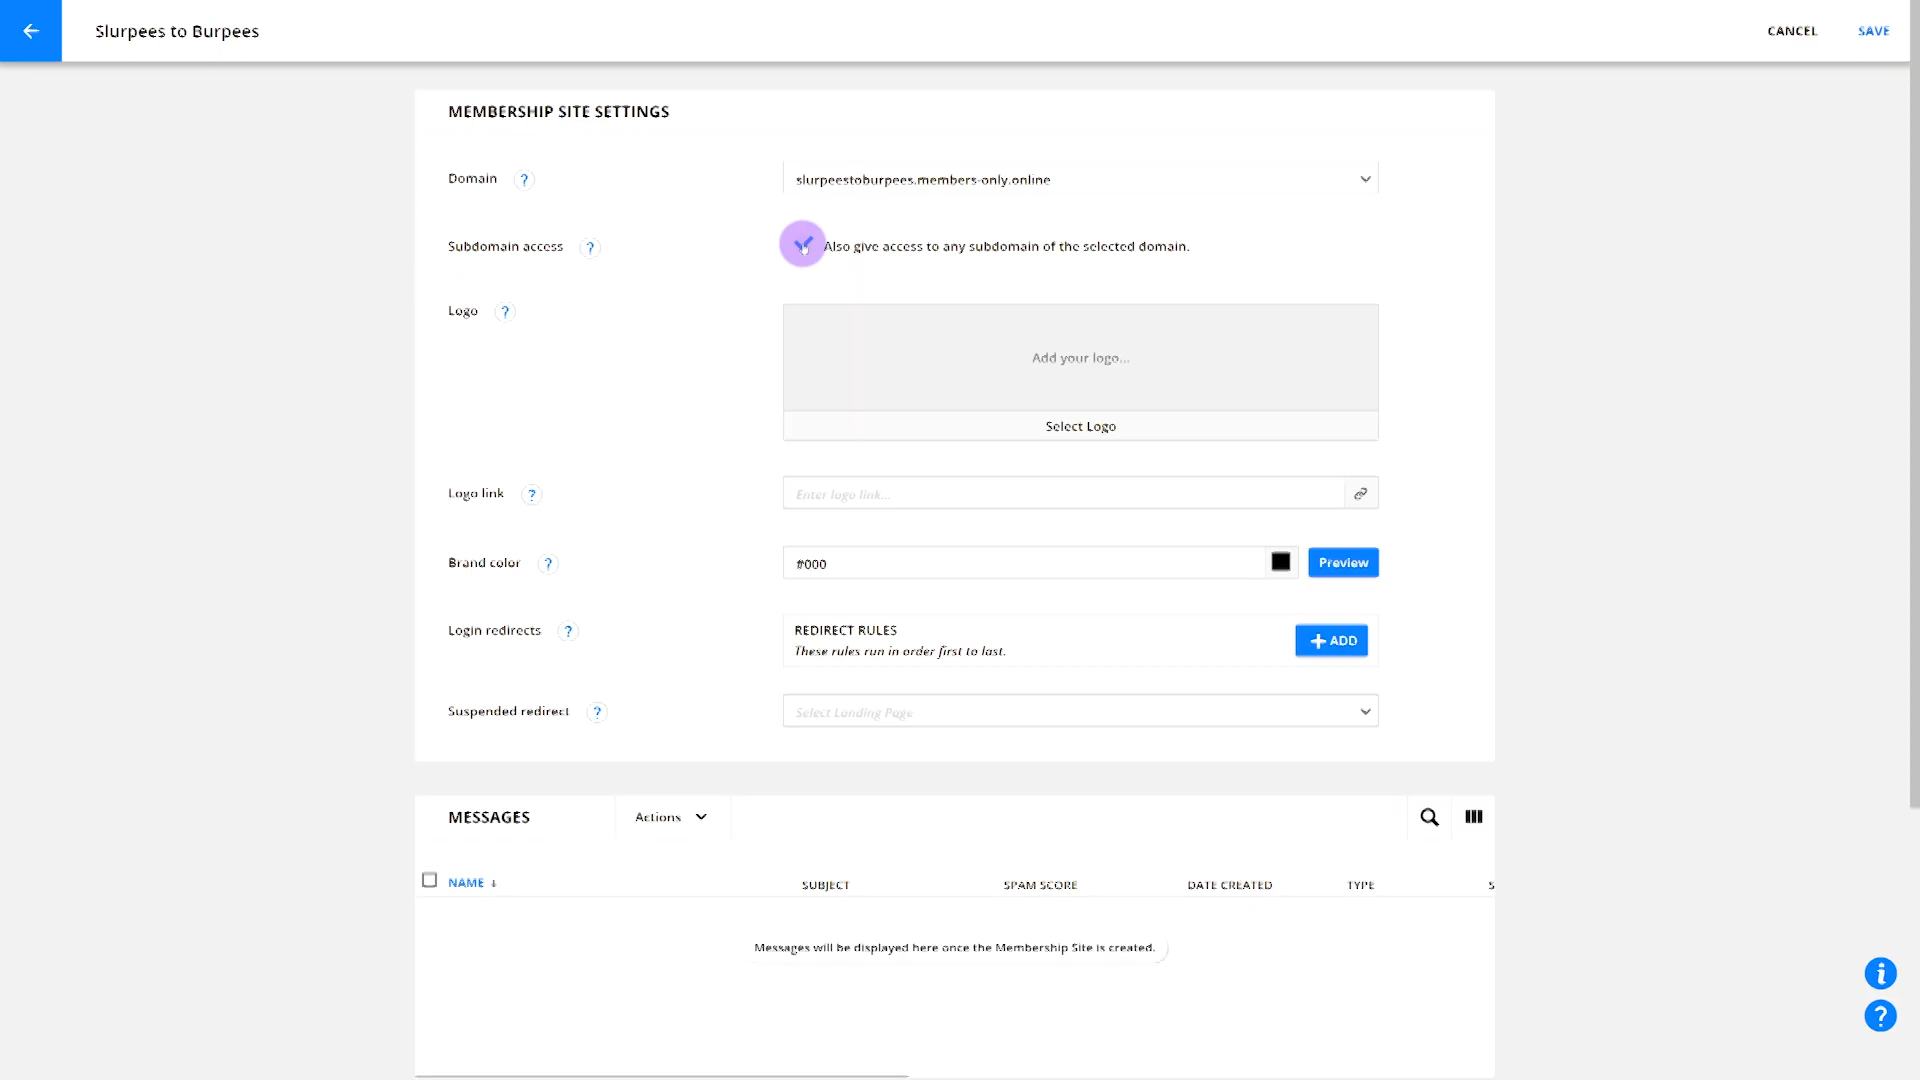 Slurpees to Burpees
CANCEL
SAVE
MEMBERSHIP SITE SETTINGS
Domain ?
slurpeestoburpees.members-only.online
Subdomain access ?
Also give access to any subdomain of the selected domain.
Logo ?
Add your logo...
Select Logo
Logo link ?
Enter logo link...
Brand color ?
#000
Preview
Login redirects ?
REDIRECT RULES
These rules run in order first to last.
+ ADD
Suspended redirect ?
Select Landing Page
MESSAGES
Actions
NAME ↓ SUBJECT SPAM SCORE DATE CREATED TYPE
Messages will be displayed here once the Membership Site is created.
i
?